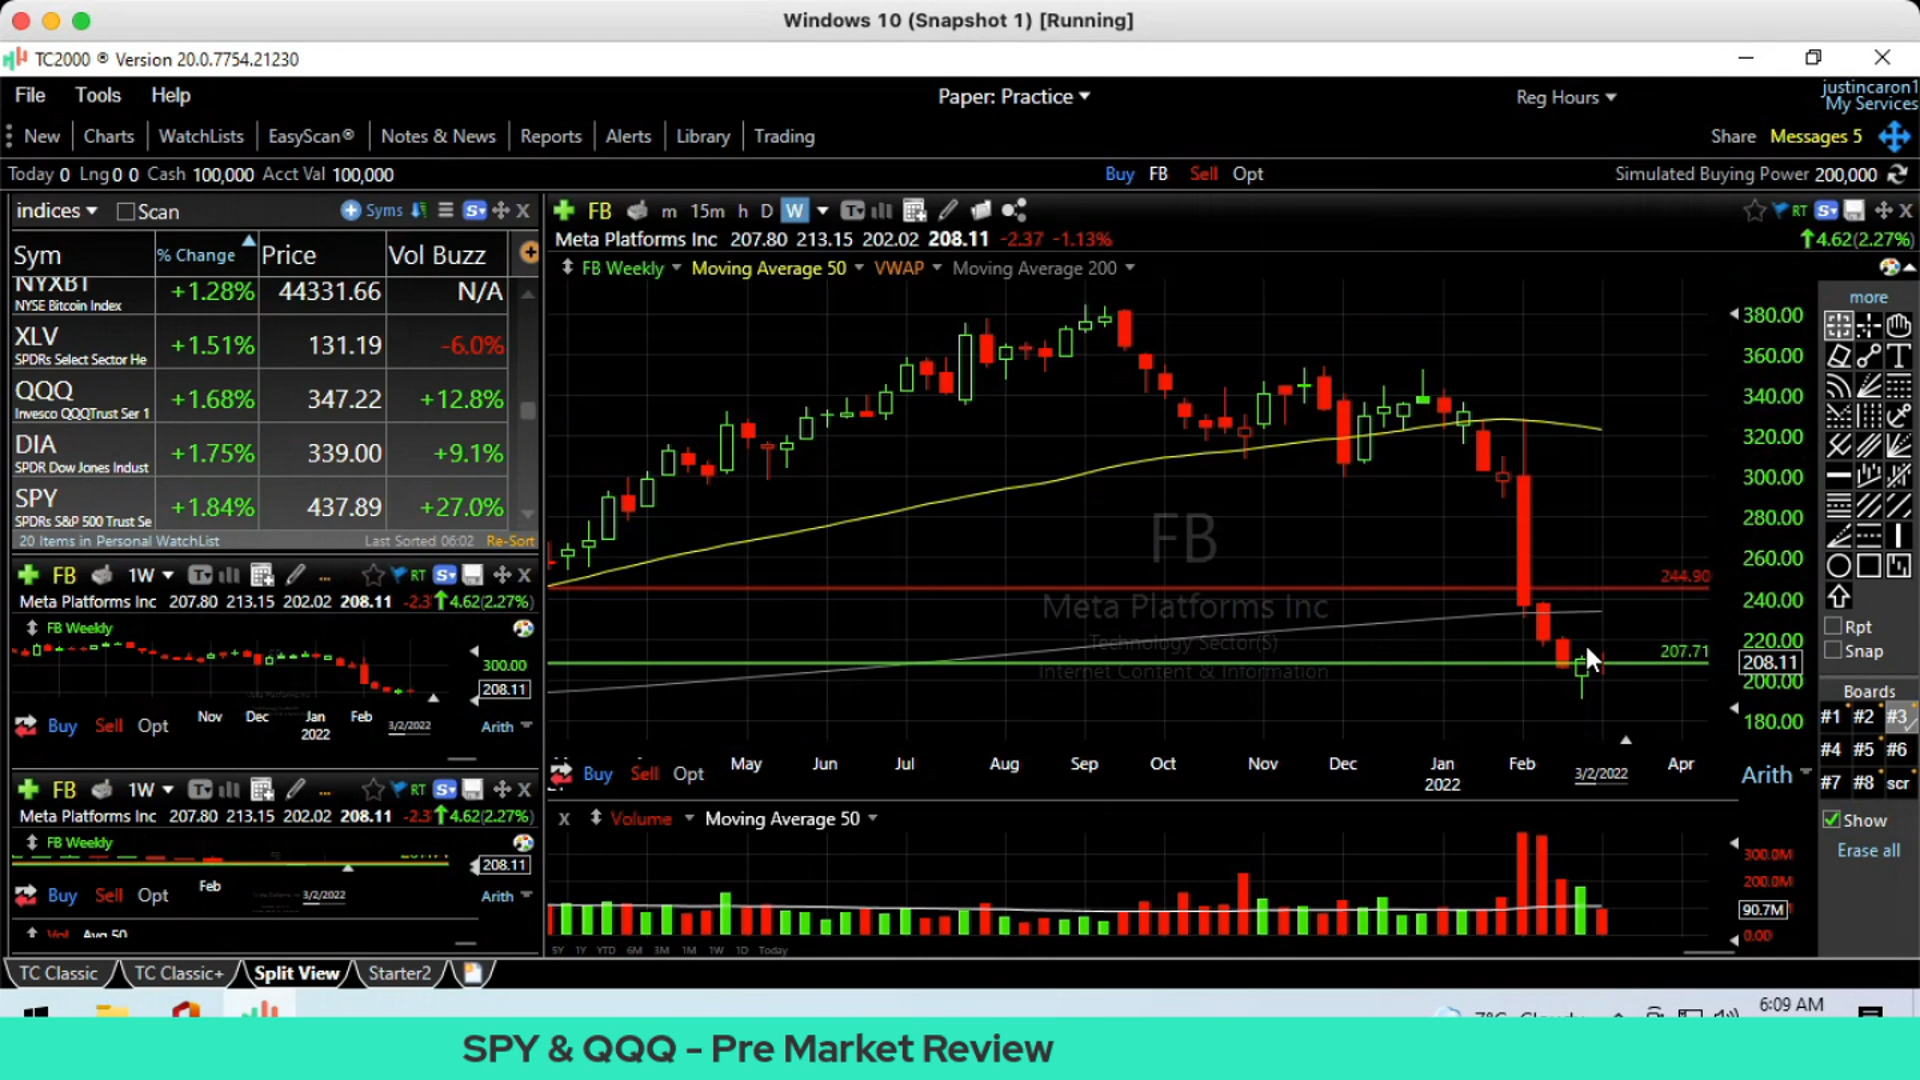 Windows 10 (Snapshot 1) [Running]
TC2000 ® Version 20.0.7754.21230
File Tools Help Paper: Practice Reg Hours justincaron1
My Services
New Charts WatchLists EasyScan® Notes & News Reports Alerts Library Trading Share Messages 5
Today 0 Lng 0 0 Cash 100,000 Acct Val 100,000 Buy FB Sell Opt Simulated Buying Power 200,000
indices Scan Syms S
Sym % Change Price Vol Buzz
NYXBT +1.28% 44331.66 N/A
NYSE Bitcoin Index
XLV +1.51% 131.19 -6.0%
SPDRs Select Sector He
QQQ +1.68% 347.22 +12.8%
Invesco QQQTrust Ser 1
DIA +1.75% 339.00 +9.1%
SPDR Dow Jones Indust
SPY +1.84% 437.89 +27.0%
SPDRs S&P 500 Trust Se
20 Items in Personal WatchList Last Sorted 06:02 Re-Sort
FB 1W T ... RT S
Meta Platforms Inc 207.80 213.15 202.02 208.11 -2.3 4.62(2.27%)
FB Weekly
300.00
208.11
Nov Dec Jan Feb 3/2/2022
2022
Buy Sell Opt Arith
FB 1W T ... RT S
Meta Platforms Inc 207.80 213.15 202.02 208.11 -2.3 4.62(2.27%)
FB Weekly
208.11
Feb 3/2/2022
Buy Sell Opt Arith
Vol Avg 50
FB m 15m h D W T RT S
Meta Platforms Inc 207.80 213.15 202.02 208.11 -2.37 -1.13% 4.62(2.27%)
FB Weekly Moving Average 50 VWAP Moving Average 200
380.00
360.00
340.00
320.00
300.00
280.00
260.00
244.90
240.00
220.00
207.71
208.11
200.00
180.00
FB
Meta Platforms Inc
Technology Sector(S)
Internet Content & Information
May Jun Jul Aug Sep Oct Nov Dec Jan Feb 3/2/2022 Apr
2022
Buy Sell Opt Arith
X Volume Moving Average 50
300.0M
200.0M
90.7M
0.00
5Y 1Y YTD 6M 3M 1M 1W 1D Today
more
T
Rpt
Snap
Boards
#1 #2 #3
#4 #5 #6
#7 #8 scr
Show
Erase all
TC Classic TC Classic+ Split View Starter2
6:09 AM
SPY & QQQ - Pre Market Review